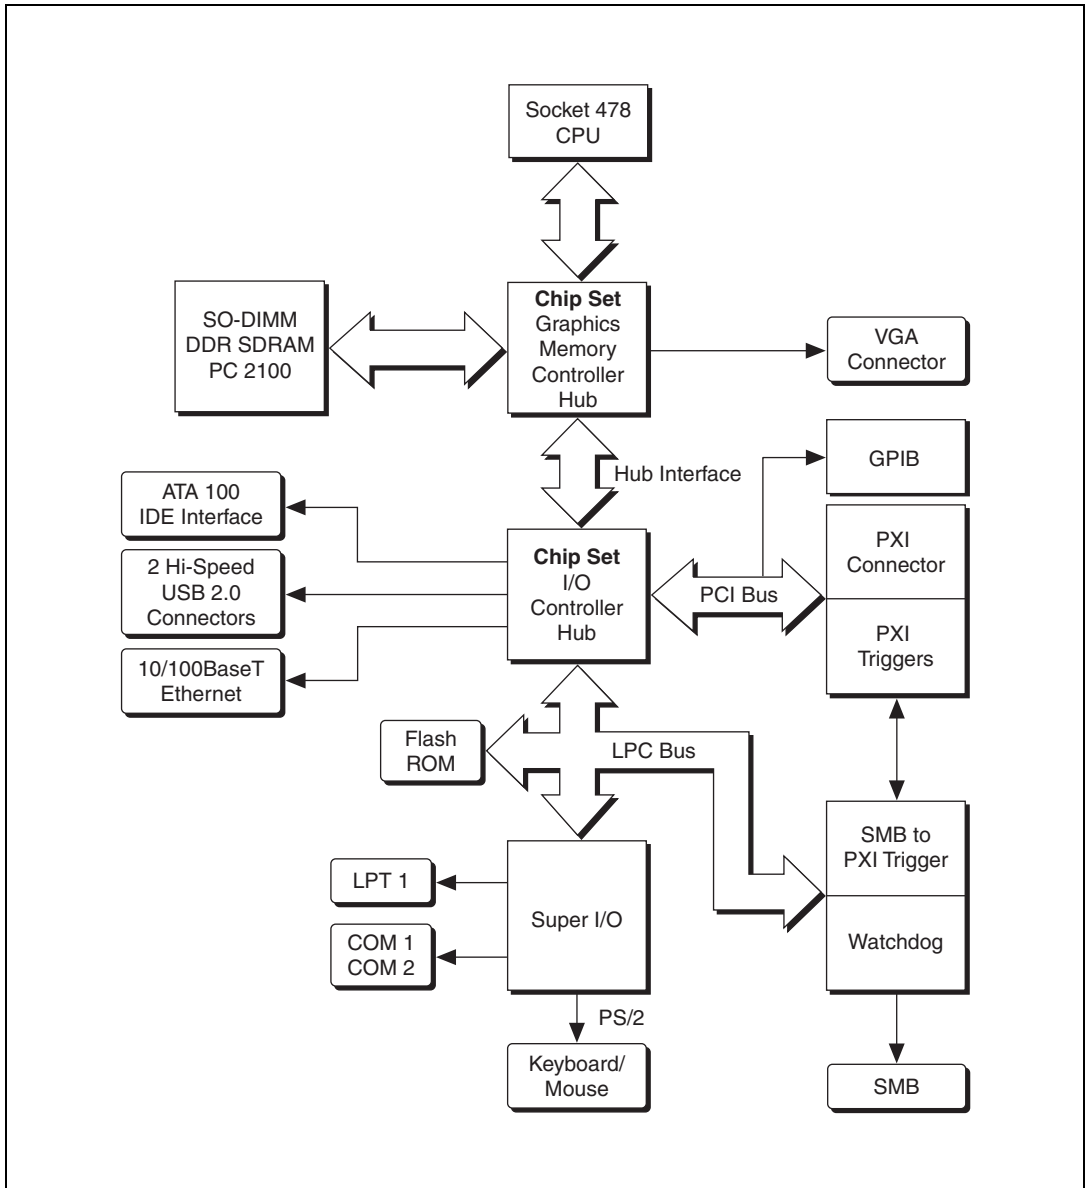 Socket 478
CPU
Chip Set
Graphics
Memory
Controller
Hub
SO-DIMM
DDR SDRAM
PC 2100
VGA
Connector
Hub Interface
GPIB
ATA 100
IDE Interface
2 Hi-Speed
USB 2.0
Connectors
10/100BaseT
Ethernet
Chip Set
I/O
Controller
Hub
PCI Bus
PXI
Connector
PXI
Triggers
Flash
ROM
LPC Bus
SMB to
PXI Trigger
Watchdog
LPT 1
COM 1
COM 2
Super I/O
PS/2
Keyboard/
Mouse
SMB